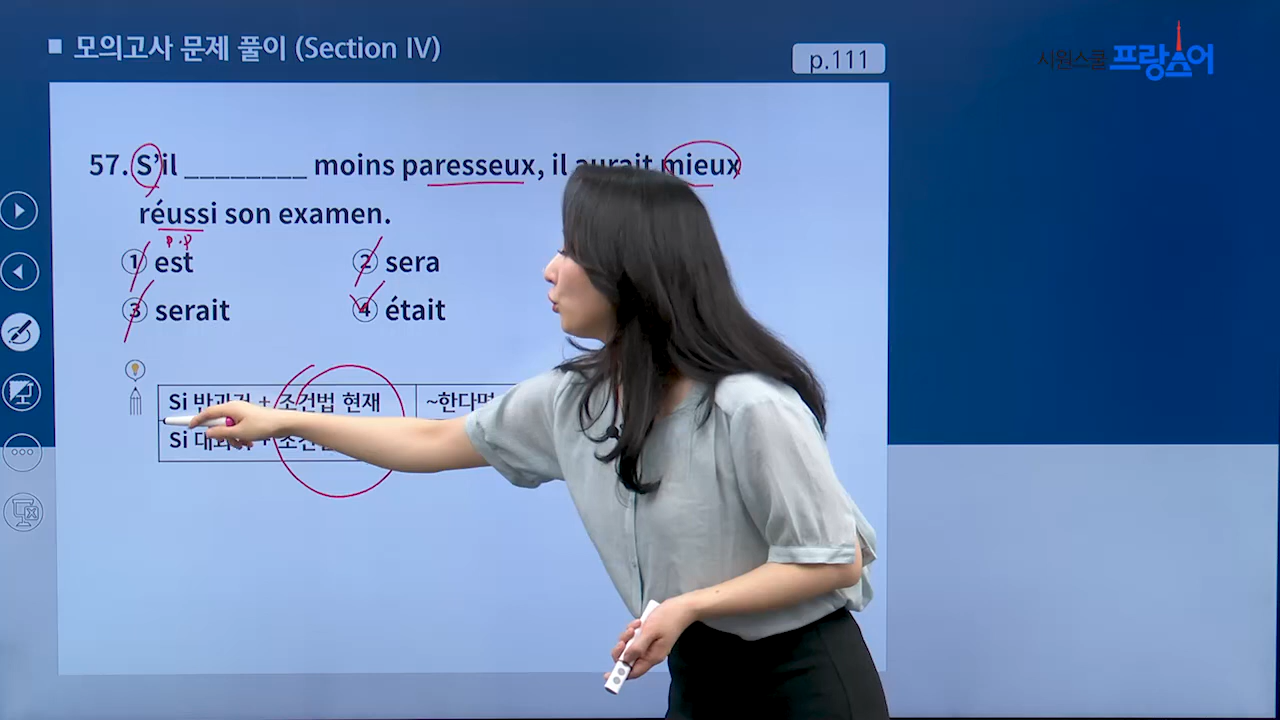 ■ 모의고사 문제 풀이 (Section IV)
p.111
시원스쿨 프랑스어
57. S'il ________ moins paresseux, il aurait mieux
réussi son examen.
p.p
① est
② sera
③ serait
④ était
Si 반과거 + 조건법 현재
~한다면
Si